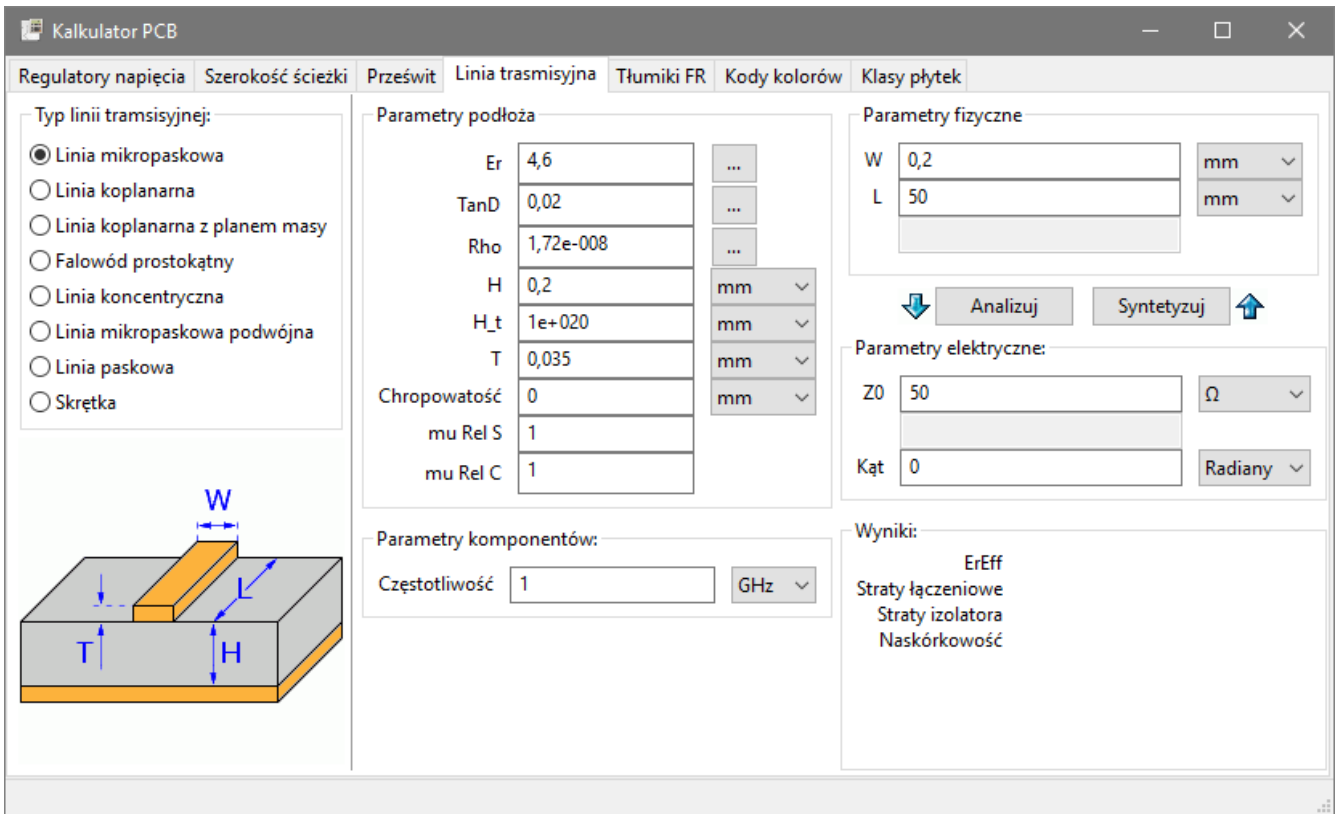 Kalkulator PCB
Regulatory napięcia Szerokość ścieżki Prześwit Linia trasmisyjna Tłumiki FR Kody kolorów Klasy płytek
Typ linii tramsisyjnej:
Linia mikropaskowa
Linia koplanarna
Linia koplanarna z planem masy
Falowód prostokątny
Linia koncentryczna
Linia mikropaskowa podwójna
Linia paskowa
Skrętka
W
L
T
H
Parametry podłoża
Er 4,6 ...
TanD 0,02 ...
Rho 1,72e-008 ...
H 0,2 mm
H_t 1e+020 mm
T 0,035 mm
Chropowatość 0 mm
mu Rel S 1
mu Rel C 1
Parametry komponentów:
Częstotliwość 1 GHz
Parametry fizyczne
W 0,2 mm
L 50 mm
Analizuj Syntetyzuj
Parametry elektryczne:
Z0 50 Ω
Kąt 0 Radiany
Wyniki:
ErEff
Straty łączeniowe
Straty izolatora
Naskórkowość